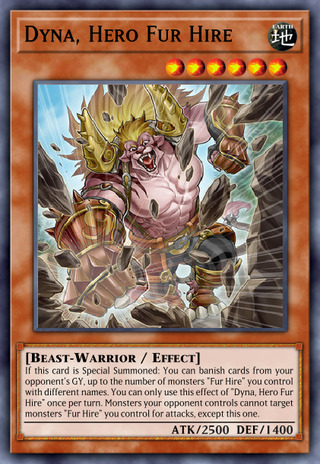 Dyna, Hero Fur Hire
EARTH
地
[Beast-Warrior / Effect]
If this card is Special Summoned: You can banish cards from your
opponent's GY, up to the number of monsters "Fur Hire" you control
with different names. You can only use this effect of "Dyna, Hero Fur
Hire" once per turn. Monsters your opponent controls cannot target
monsters "Fur Hire" you control for attacks, except this one.
ATK/2500 DEF/1400